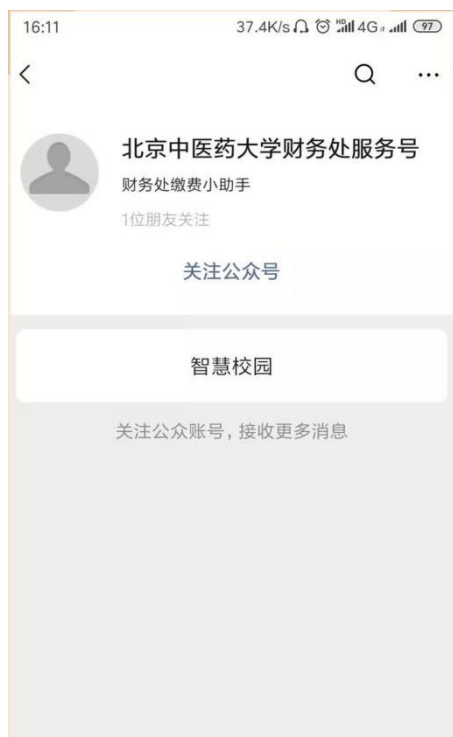 16:11 37.4K/s 4G 97
北京中医药大学财务处服务号
财务处缴费小助手
1位朋友关注
关注公众号
智慧校园
关注公众账号，接收更多消息